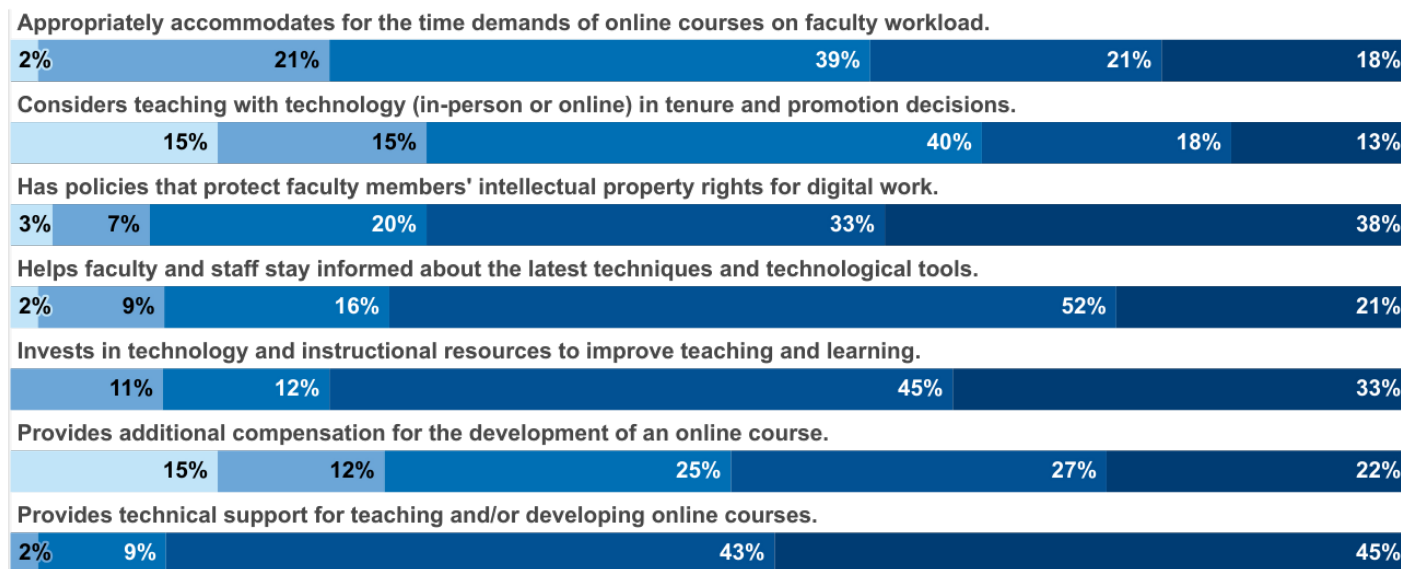 Appropriately accommodates for the time demands of online courses on faculty workload.
2% 21% 39% 21% 18%
Considers teaching with technology (in-person or online) in tenure and promotion decisions.
15% 15% 40% 18% 13%
Has policies that protect faculty members' intellectual property rights for digital work.
3% 7% 20% 33% 38%
Helps faculty and staff stay informed about the latest techniques and technological tools.
2% 9% 16% 52% 21%
Invests in technology and instructional resources to improve teaching and learning.
11% 12% 45% 33%
Provides additional compensation for the development of an online course.
15% 12% 25% 27% 22%
Provides technical support for teaching and/or developing online courses.
2% 9% 43% 45%